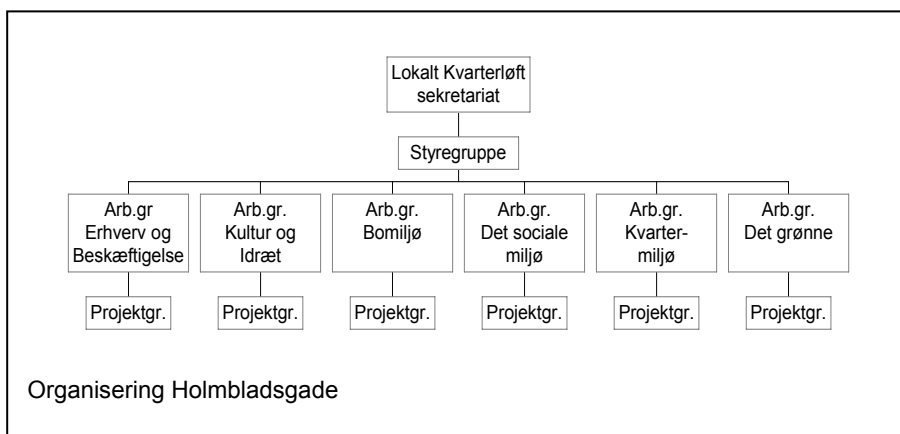 Lokalt Kvarterløft
sekretariat
Styregruppe
Arb.gr
Erhverv og
Beskæftigelse
Arb.gr.
Kultur og
Idræt
Arb.gr.
Bomiljø
Arb.gr.
Det sociale
miljø
Arb.gr.
Kvarter-
miljø
Arb.gr.
Det grønne
Projektgr.
Projektgr.
Projektgr.
Projektgr.
Projektgr.
Projektgr.
Organisering Holmbladsgade